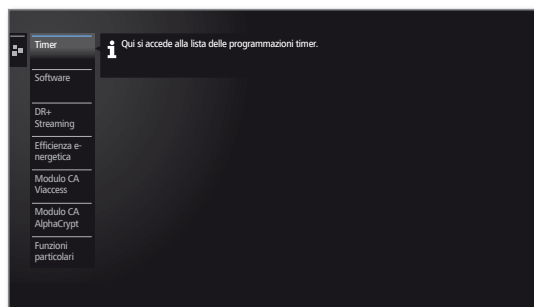 Timer
Qui si accede alla lista delle programmazioni timer.
Software
DR+
Streaming
Efficienza e-
nergetica
Modulo CA
Viaccess
Modulo CA
AlphaCrypt
Funzioni
particolari